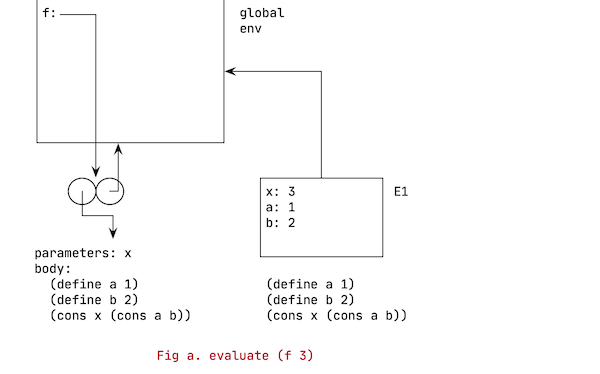 f:
global
env
x: 3
a: 1
b: 2
E1
parameters: x
body:
(define a 1)
(define b 2)
(cons x (cons a b))
(define a 1)
(define b 2)
(cons x (cons a b))
Fig a. evaluate (f 3)